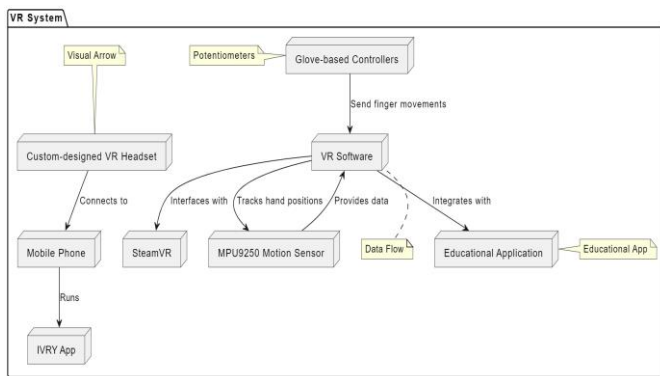 VR System
Visual Arrow
Potentiometers
Glove-based Controllers
Send finger movements
Custom-designed VR Headset
VR Software
Connects to
Interfaces with
Tracks hand positions
Provides data
Integrates with
Mobile Phone
SteamVR
MPU9250 Motion Sensor
Data Flow
Educational Application
Educational App
Runs
IVRY App